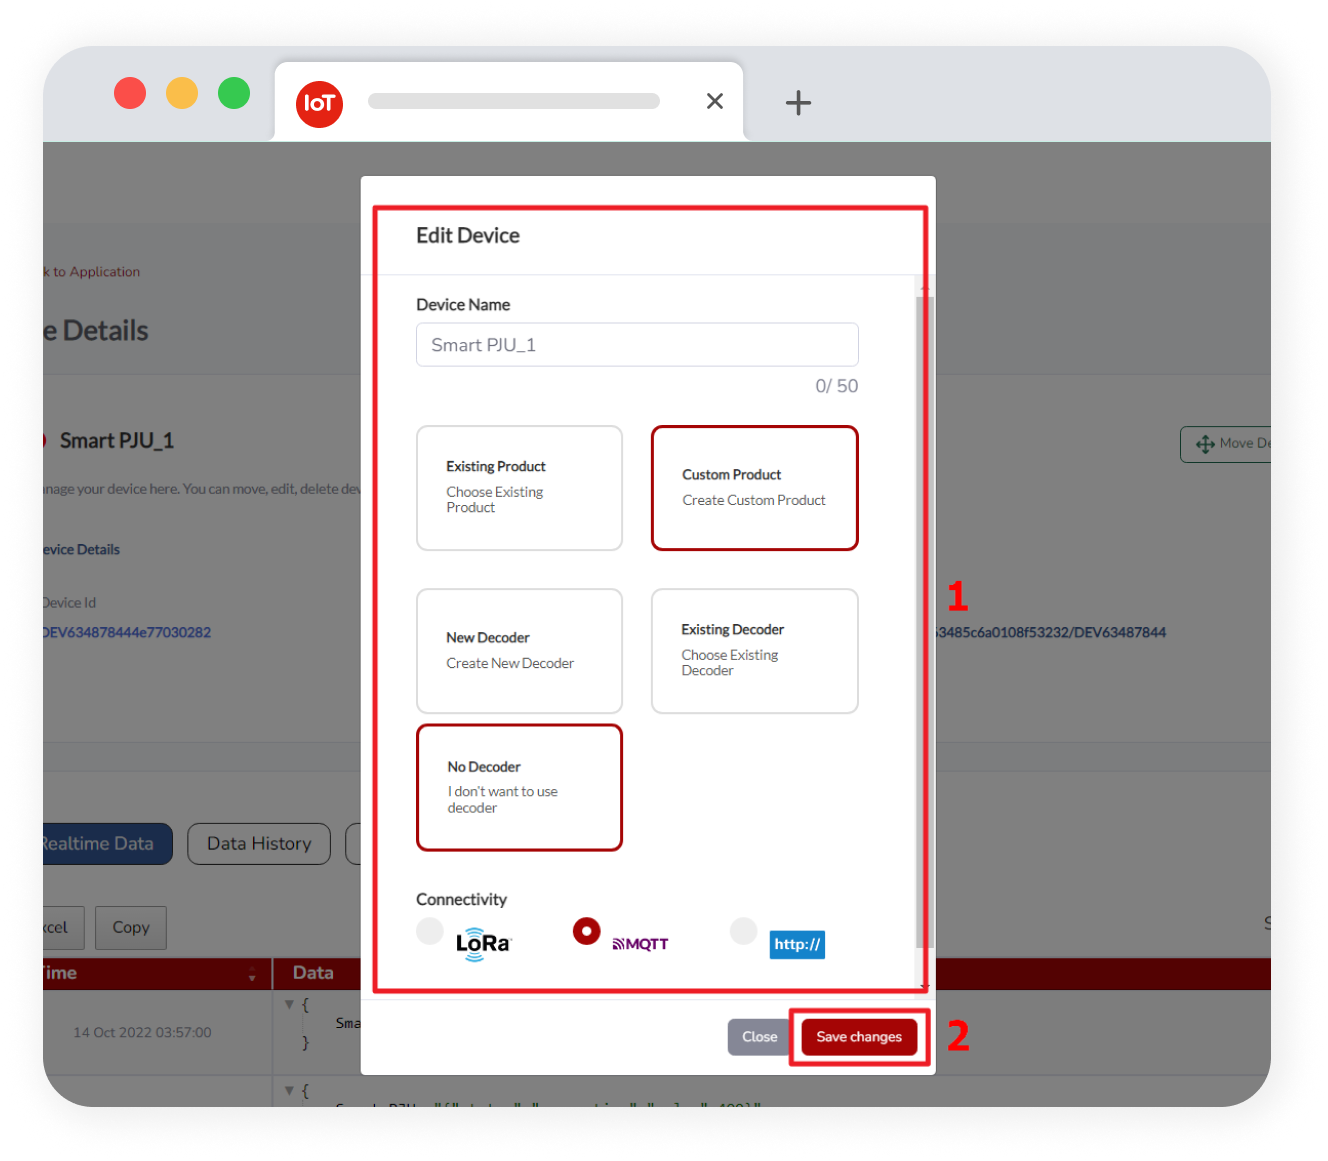 IoT
k to Application
e Details
Smart PJU_1
nage your device here. You can move, edit, delete dev
evice Details
Device Id
DEV634878444e77030282
Move De
63485c6a0108f53232/DEV63487844
Realtime Data
Data History
xcel
Copy
Time
Data
14 Oct 2022 03:57:00
{
Sma
}
{
Edit Device
Device Name
Smart PJU_1
0/ 50
Existing Product
Choose Existing
Product
Custom Product
Create Custom Product
New Decoder
Create New Decoder
Existing Decoder
Choose Existing
Decoder
No Decoder
I don't want to use
decoder
Connectivity
LoRa
MQTT
http://
Close
Save changes
1
2